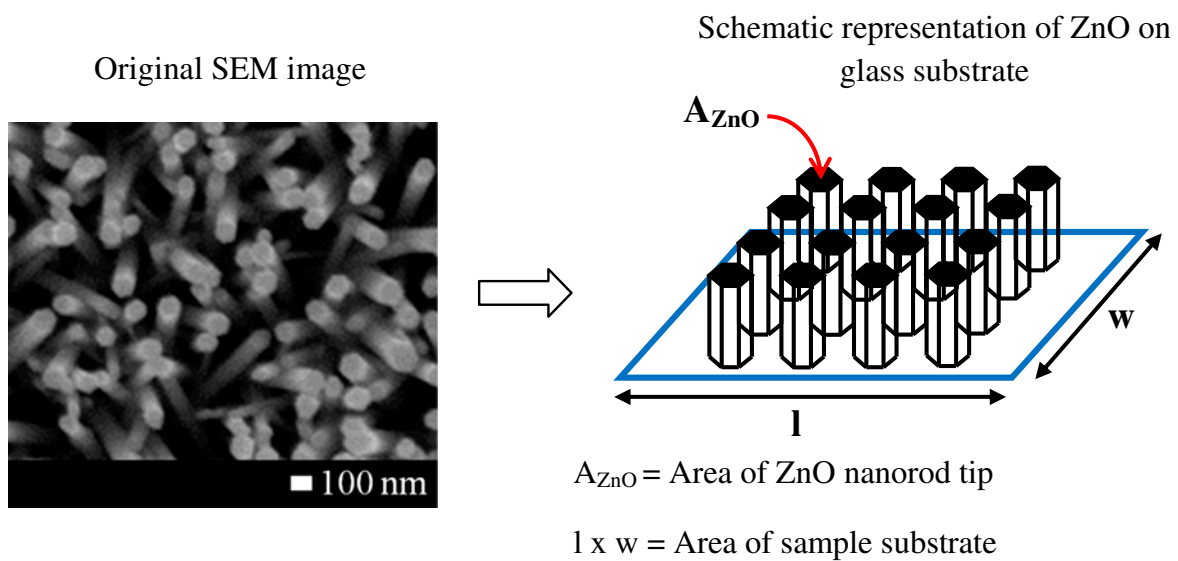 Original SEM image
100 nm
Schematic representation of ZnO on
glass substrate
AZnO
w
l
AZnO = Area of ZnO nanorod tip
l x w = Area of sample substrate